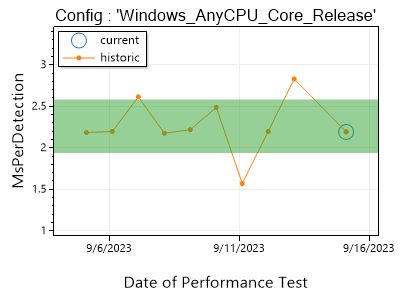 Config : 'Windows_AnyCPU_Core_Release'
current
historic
3
2.5
2
1.5
1
MsPerDetection
9/6/2023
9/11/2023
9/16/2023
Date of Performance Test